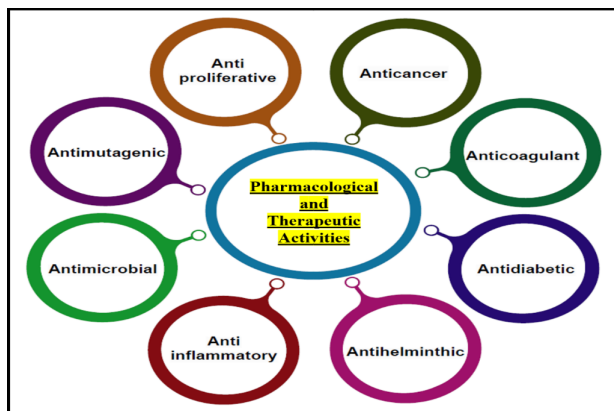 Anti
proliferative
Anticancer
Antimutagenic
Anticoagulant
Pharmacological
and
Therapeutic
Activities
Antimicrobial
Antidiabetic
Anti
inflammatory
Antihelminthic